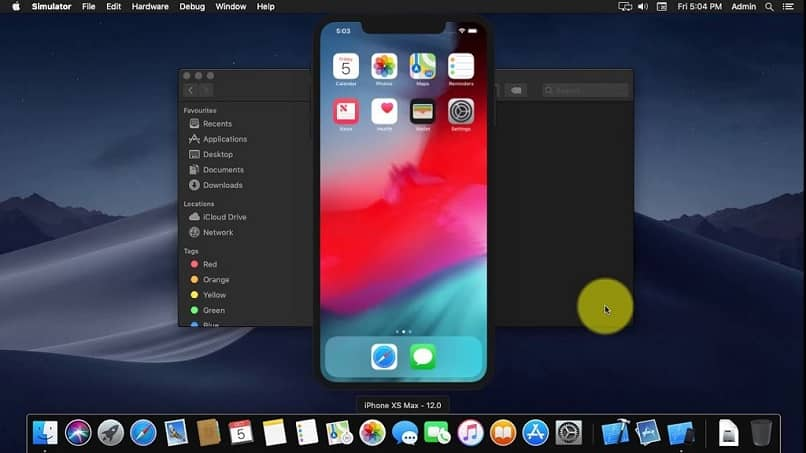 Simulator File Edit Hardware Debug Window Help Fri 5:04 PM Admin
5:03
Friday
5
Calendar Photos Maps Reminders
News Health Wallet Settings
Search
Favourites
Recents
Applications
Desktop
Documents
Downloads
Locations
iCloud Drive
Network
Tags
Red
Orange
Yellow
Green
Blue
iPhone XS Max - 12.0
5